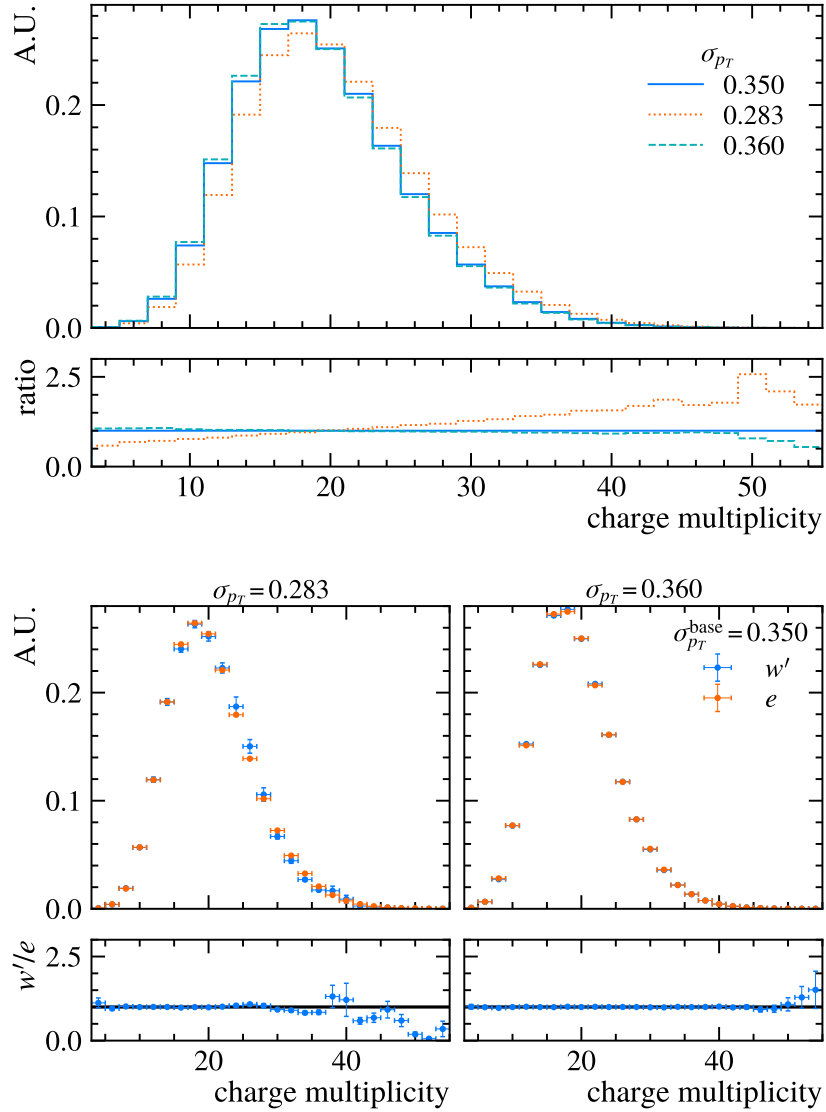 A.U.
σ_{p_T}
0.350
0.283
0.360
0.2
0.1
0.0
ratio
2.5
0.0
10 20 30 40 50
charge multiplicity
σ_{p_T} = 0.283
σ_{p_T} = 0.360
A.U.
0.2
0.1
0.0
σ_{p_T}^{base} = 0.350
w′
e
w′/e
2.5
0.0
20 40
20 40
charge multiplicity
charge multiplicity